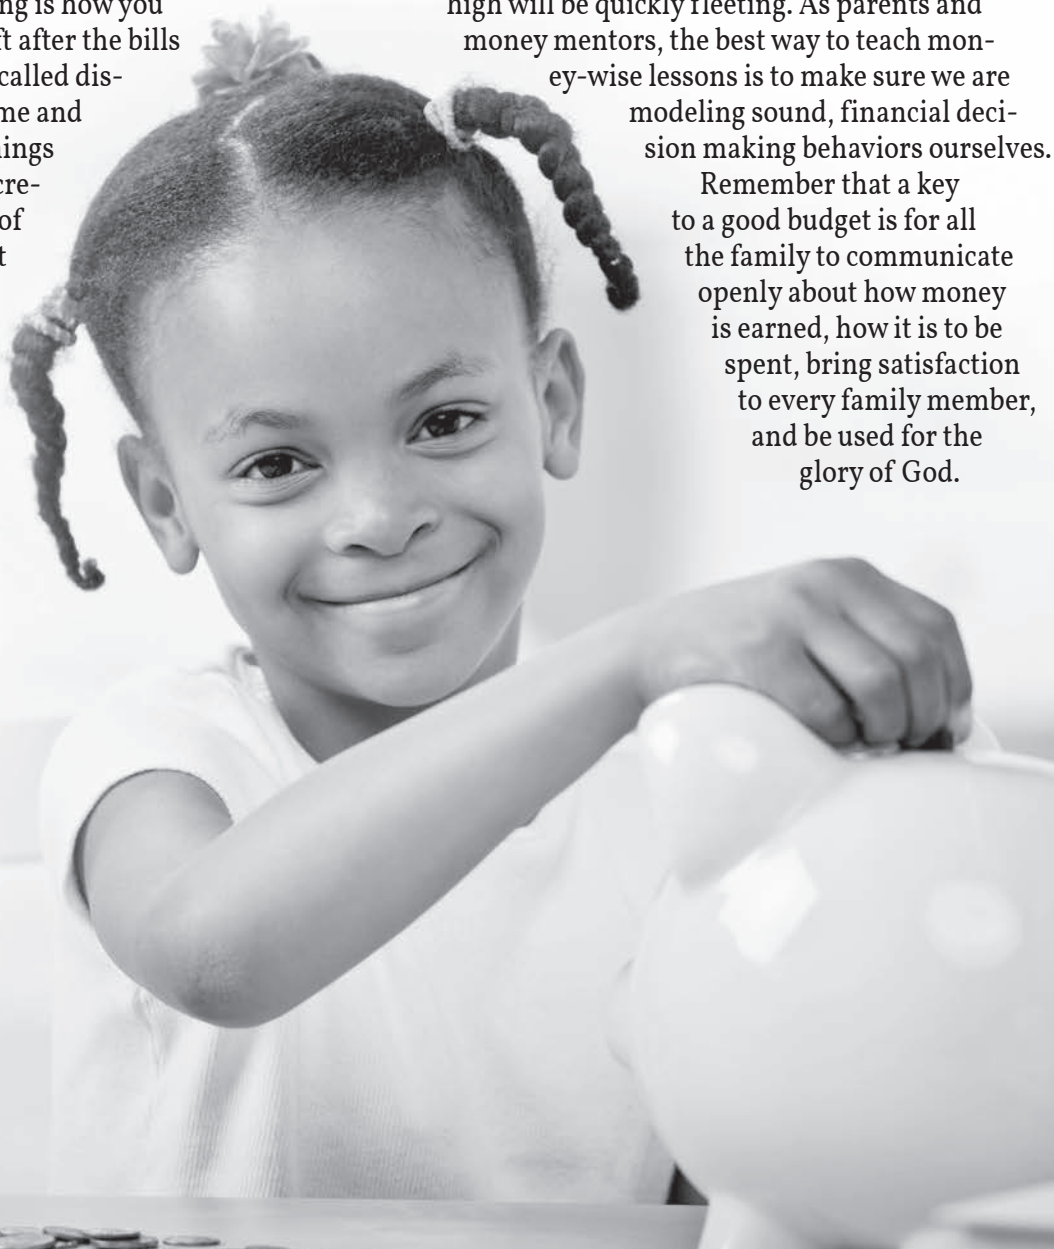 ng is how you
ft after the bills
called dis-
me and
ings
cre-
of
t
high will be quickly fleeting. As parents and
money mentors, the best way to teach mon-
ey-wise lessons is to make sure we are
modeling sound, financial deci-
sion making behaviors ourselves.
Remember that a key
to a good budget is for all
the family to communicate
openly about how money
is earned, how it is to be
spent, bring satisfaction
to every family member,
and be used for the
glory of God.